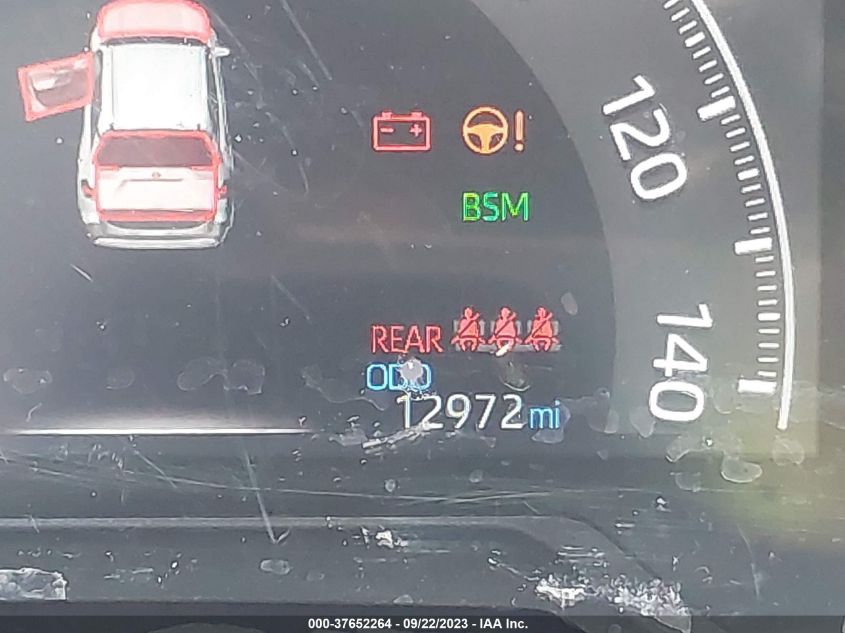 120
BSM
140
REAR
ODO
12972 mi
000-37652264 - 09/22/2023 - IAA Inc.